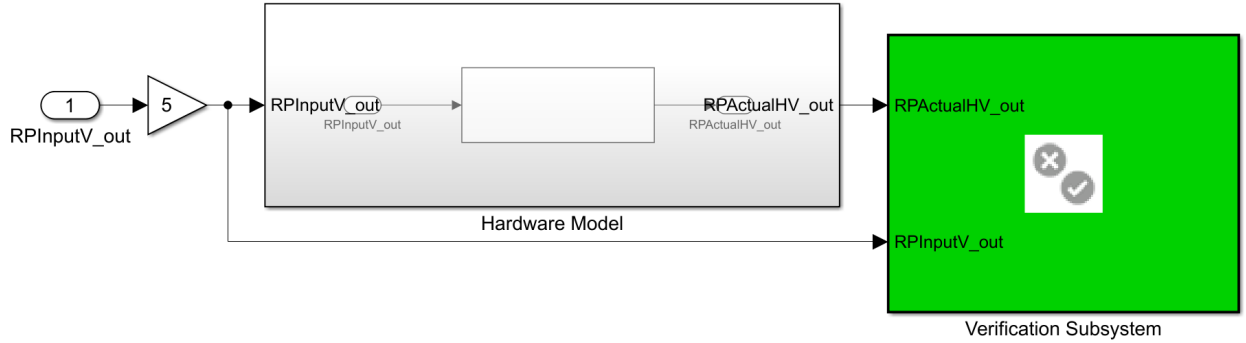 1
RPInputV_out
5
RPInputV_out
RPInputV_out
RPActualHV_out
RPActualHV_out
Hardware Model
RPActualHV_out
RPInputV_out
Verification Subsystem